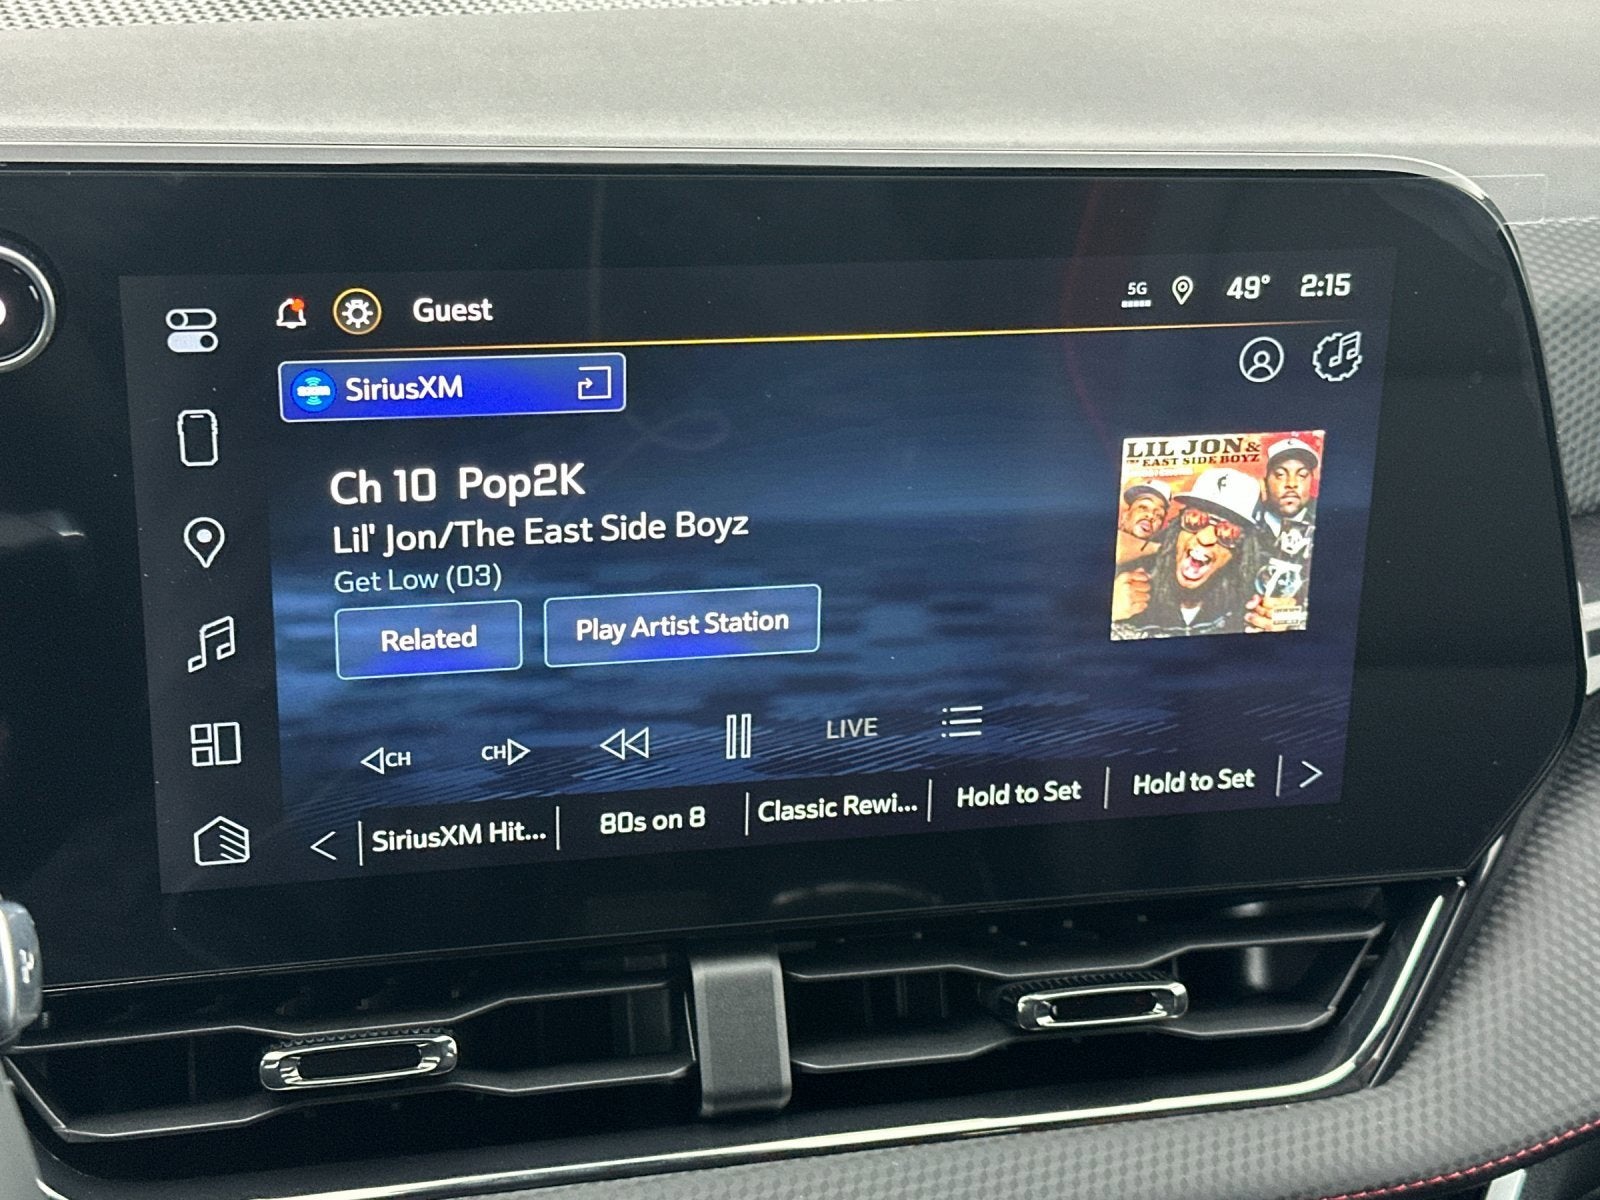 Guest
5G 49° 2:15
SiriusXM
Ch 10 Pop2K
Lil' Jon/The East Side Boyz
Get Low (03)
LIL JON &
EAST SIDE BOYZ
Related
Play Artist Station
CH
CH
LIVE
SiriusXM Hit...
80s on 8
Classic Rewi...
Hold to Set
Hold to Set